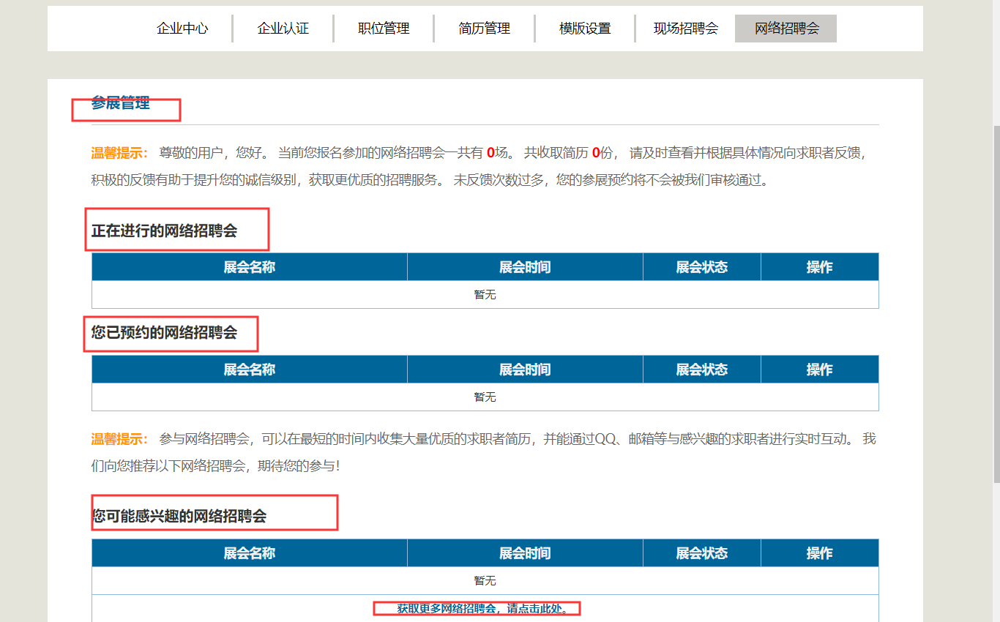 企业中心 企业认证 职位管理 简历管理 模版设置 现场招聘会 网络招聘会
参展管理
温馨提示： 尊敬的用户，您好。 当前您报名参加的网络招聘会一共有 0场。 共收取简历 0份， 请及时查看并根据具体情况向求职者反馈，
积极的反馈有助于提升您的诚信级别，获取更优质的招聘服务。 未反馈次数过多，您的参展预约将不会被我们审核通过。
正在进行的网络招聘会
展会名称 展会时间 展会状态 操作
暂无
您已预约的网络招聘会
展会名称 展会时间 展会状态 操作
暂无
温馨提示： 参与网络招聘会，可以在最短的时间内收集大量优质的求职者简历，并能通过QQ、邮箱等与感兴趣的求职者进行实时互动。 我
们向您推荐以下网络招聘会，期待您的参与！
您可能感兴趣的网络招聘会
展会名称 展会时间 展会状态 操作
暂无
获取更多网络招聘会，请点击此处。